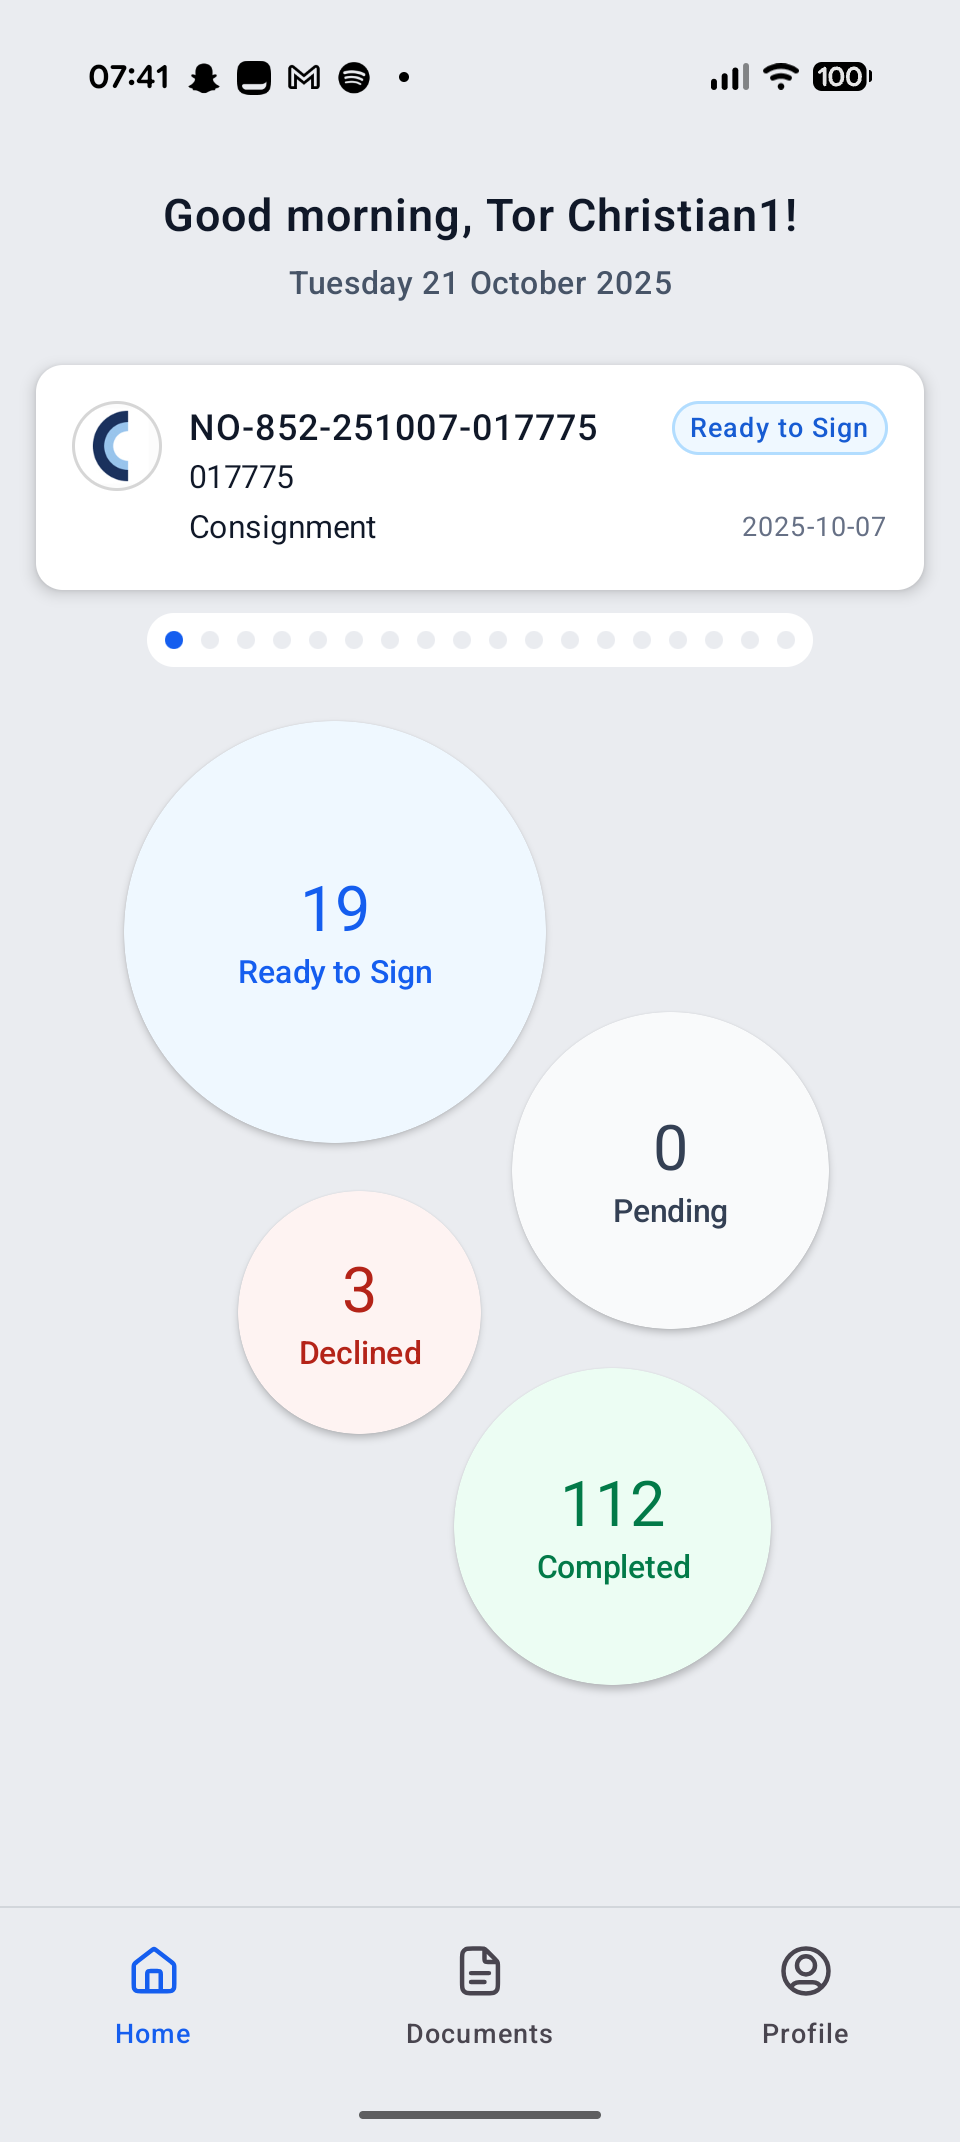 07:41
100
Good morning, Tor Christian1!
Tuesday 21 October 2025
NO-852-251007-017775
Ready to Sign
017775
Consignment
2025-10-07
19
Ready to Sign
0
Pending
3
Declined
112
Completed
Home
Documents
Profile